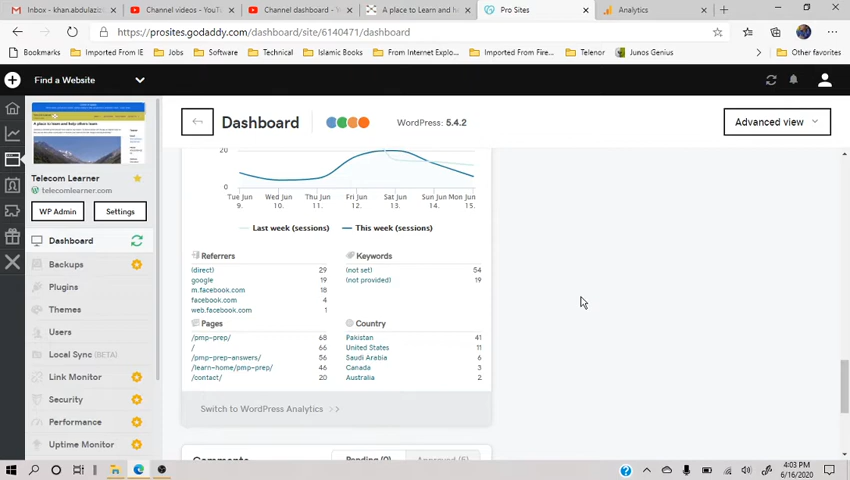 Inbox - khan.abdulaziz
Channel videos - YouT
Channel dashboard - W
A place to Learn and he
Pro Sites
Analytics
https://prosites.godaddy.com/dashboard/site/6140471/dashboard
Bookmarks
Imported From IE
Jobs
Software
Technical
Islamic Books
From Internet Explo...
Imported From Fire...
Telenor
Junos Genius
Other favorites
Find a Website
Dashboard
WordPress: 5.4.2
Advanced view
Telecom Learner
telecomlearner.com
WP Admin
Settings
Dashboard
Backups
Plugins
Themes
Users
Local Sync (BETA)
Link Monitor
Security
Performance
Uptime Monitor
20
0
Tue Jun 9.
Wed Jun 10.
Thu Jun 11.
Fri Jun 12.
Sat Jun 13.
Sun Jun 14.
Mon Jun 15.
Last week (sessions)
This week (sessions)
Referrers
(direct) 29
google 19
m.facebook.com 18
facebook.com 4
web.facebook.com 1
Keywords
(not set) 54
(not provided) 19
Pages
/pmp-prep/ 68
/ 66
/pmp-prep-answers/ 56
/learn-home/pmp-prep/ 46
/contact/ 20
Country
Pakistan 41
United States 11
Saudi Arabia 6
Canada 3
Australia 2
Switch to WordPress Analytics >>
Comments
Pending (0)
Approved (5)
4:03 PM
6/16/2020